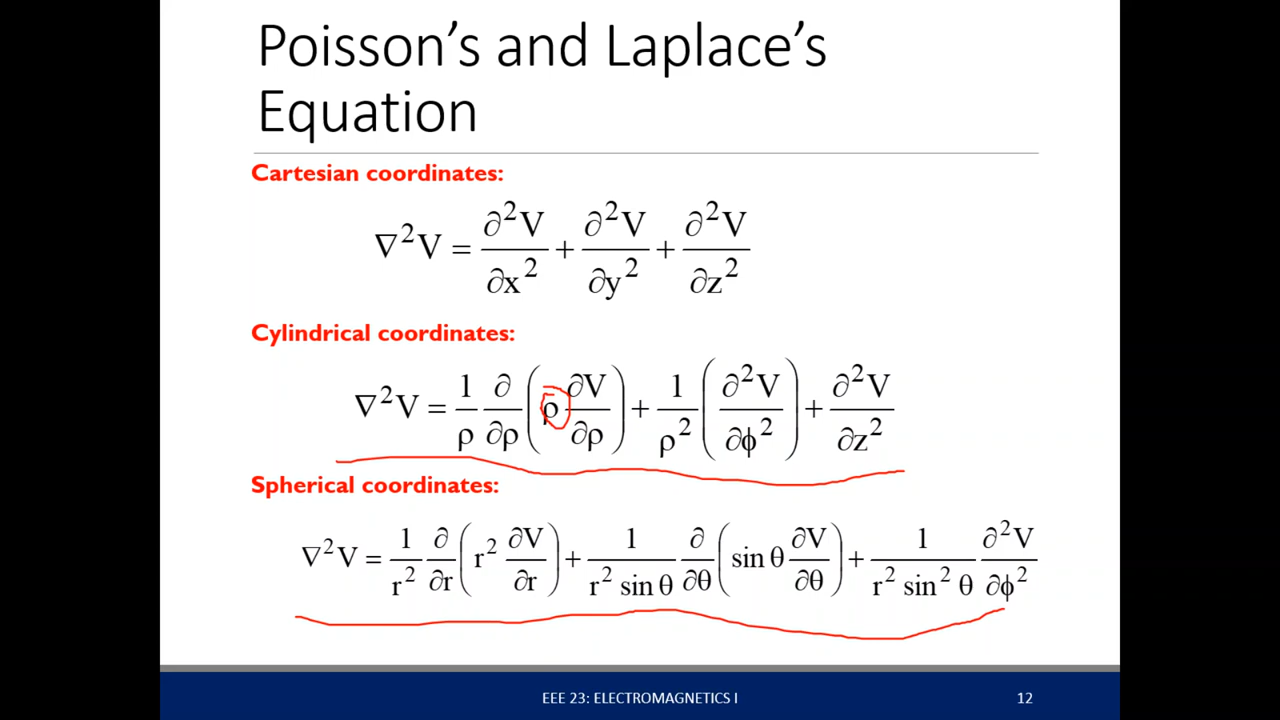 Poisson's and Laplace's
Equation
Cartesian coordinates:
∇²V = ∂²V/∂x² + ∂²V/∂y² + ∂²V/∂z²
Cylindrical coordinates:
∇²V = 1/ρ ∂/∂ρ (ρ ∂V/∂ρ) + 1/ρ² (∂²V/∂ϕ²) + ∂²V/∂z²
Spherical coordinates:
∇²V = 1/r² ∂/∂r (r² ∂V/∂r) + 1/(r² sin θ) ∂/∂θ (sin θ ∂V/∂θ) + 1/(r² sin² θ) ∂²V/∂ϕ²
EEE 23: ELECTROMAGNETICS I 12